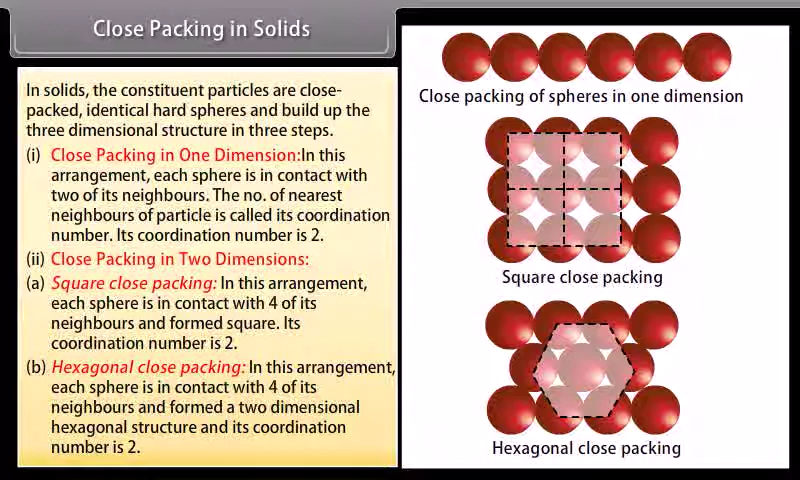 Close Packing in Solids
In solids, the constituent particles are close-
packed, identical hard spheres and build up the
three dimensional structure in three steps.
(i) Close Packing in One Dimension:In this
arrangement, each sphere is in contact with
two of its neighbours. The no. of nearest
neighbours of particle is called its coordination
number. Its coordination number is 2.
(ii) Close Packing in Two Dimensions:
(a) Square close packing: In this arrangement,
each sphere is in contact with 4 of its
neighbours and formed square. Its
coordination number is 2.
(b) Hexagonal close packing: In this arrangement,
each sphere is in contact with 4 of its
neighbours and formed a two dimensional
hexagonal structure and its coordination
number is 2.
Close packing of spheres in one dimension
Square close packing
Hexagonal close packing